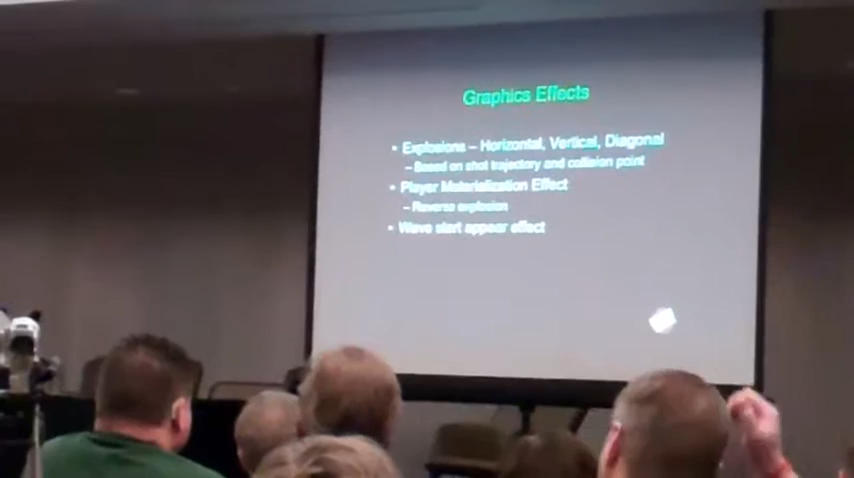 Graphics Effects
• Explosions – Horizontal, Vertical, Diagonal
– Based on shot trajectory and collision point
• Player Materialization Effect
– Reverse explosion
• Wave start appear effect